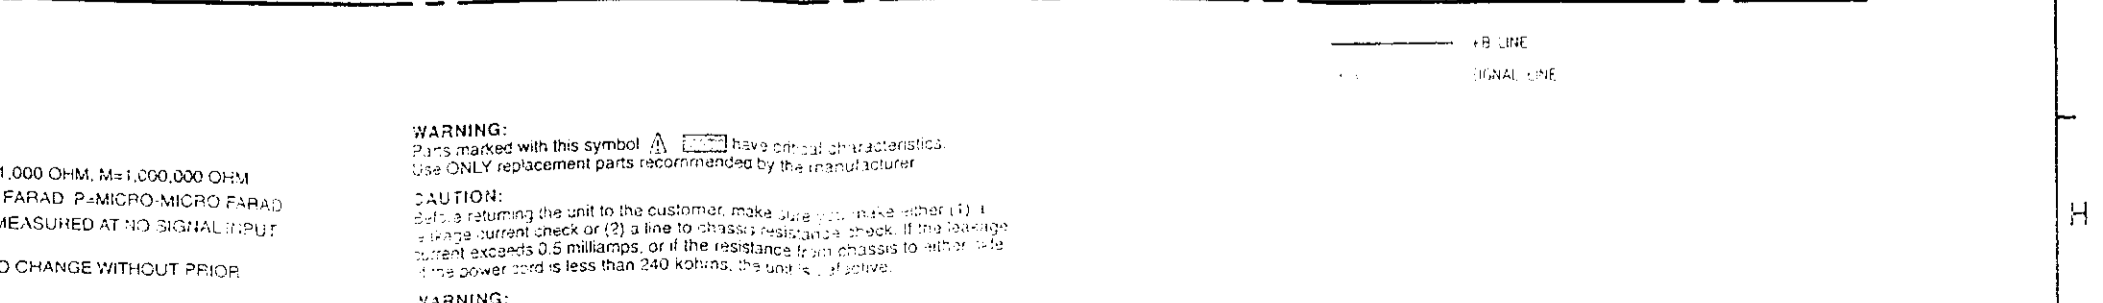 +B LINE
SIGNAL LINE
WARNING:
Parts marked with this symbol have critical characteristics.
Use ONLY replacement parts recommended by the manufacturer
1,000 OHM, M=1,000,000 OHM
FARAD P=MICRO-MICRO FARAD
MEASURED AT NO SIGNAL INPUT
O CHANGE WITHOUT PRIOR
CAUTION:
Before returning the unit to the customer, make sure you make either (1) a
leakage current check or (2) a line to chassis resistance check. If the leakage
current exceeds 0.5 milliamps, or if the resistance from chassis to either side
of the power cord is less than 240 kohms, the unit is defective.
WARNING:
H